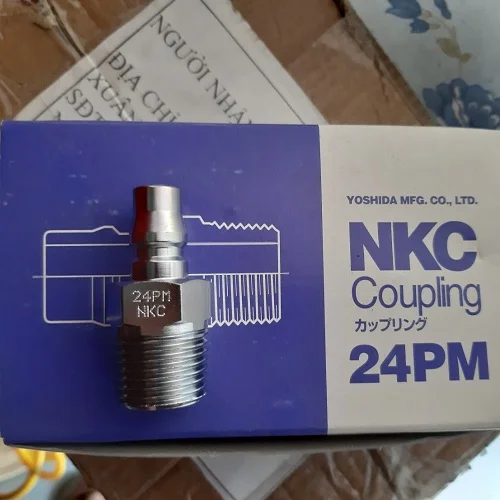 NGƯỜI NHẬN
ĐỊA CHỈ
XUÂN
SĐT
YOSHIDA MFG. CO., LTD.
NKC
Coupling
カップリング
24PM
24PM
NKC